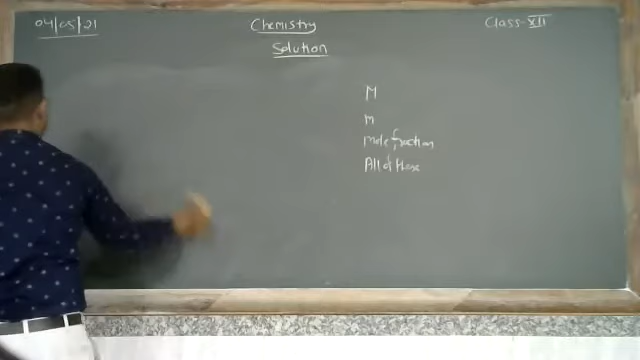 04/05/21
Chemistry
Class-XII
Solution
M
m
Mole fraction
All of these